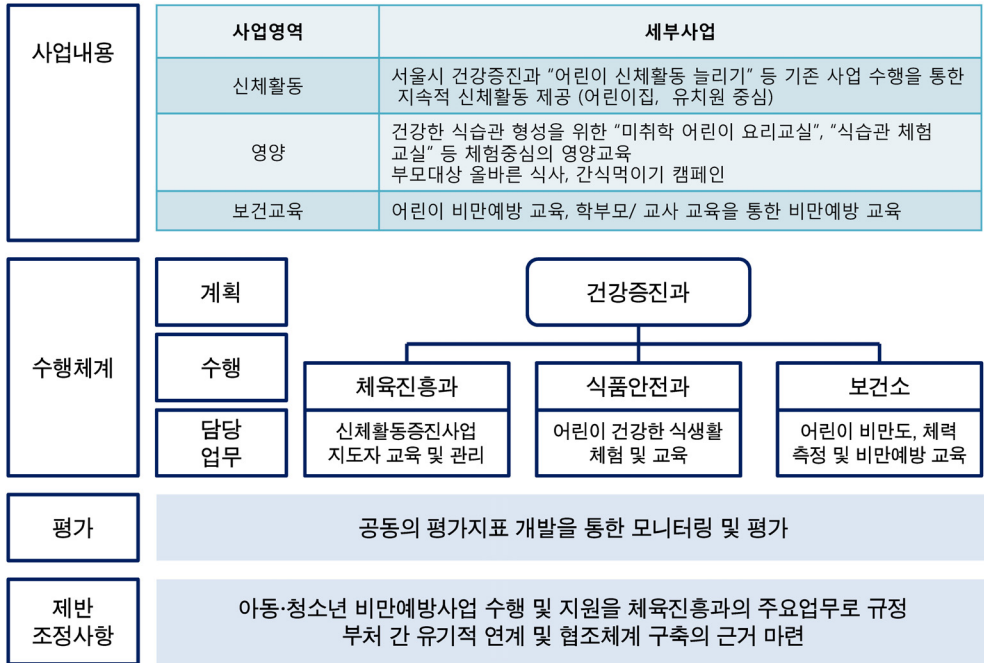 사업내용
사업영역 세부사업
신체활동
서울시 건강증진과 “어린이 신체활동 늘리기” 등 기존 사업 수행을 통한
지속적 신체활동 제공 (어린이집, 유치원 중심)
영양
건강한 식습관 형성을 위한 “미취학 어린이 요리교실”, “식습관 체험
교실” 등 체험중심의 영양교육
부모대상 올바른 식사, 간식먹이기 캠페인
보건교육
어린이 비만예방 교육, 학부모/ 교사 교육을 통한 비만예방 교육
수행체계
계획
건강증진과
수행
체육진흥과
식품안전과
보건소
담당
업무
신체활동증진사업
지도자 교육 및 관리
어린이 건강한 식생활
체험 및 교육
어린이 비만도, 체력
측정 및 비만예방 교육
평가
공동의 평가지표 개발을 통한 모니터링 및 평가
제반
조정사항
아동·청소년 비만예방사업 수행 및 지원을 체육진흥과의 주요업무로 규정
부처 간 유기적 연계 및 협조체계 구축의 근거 마련